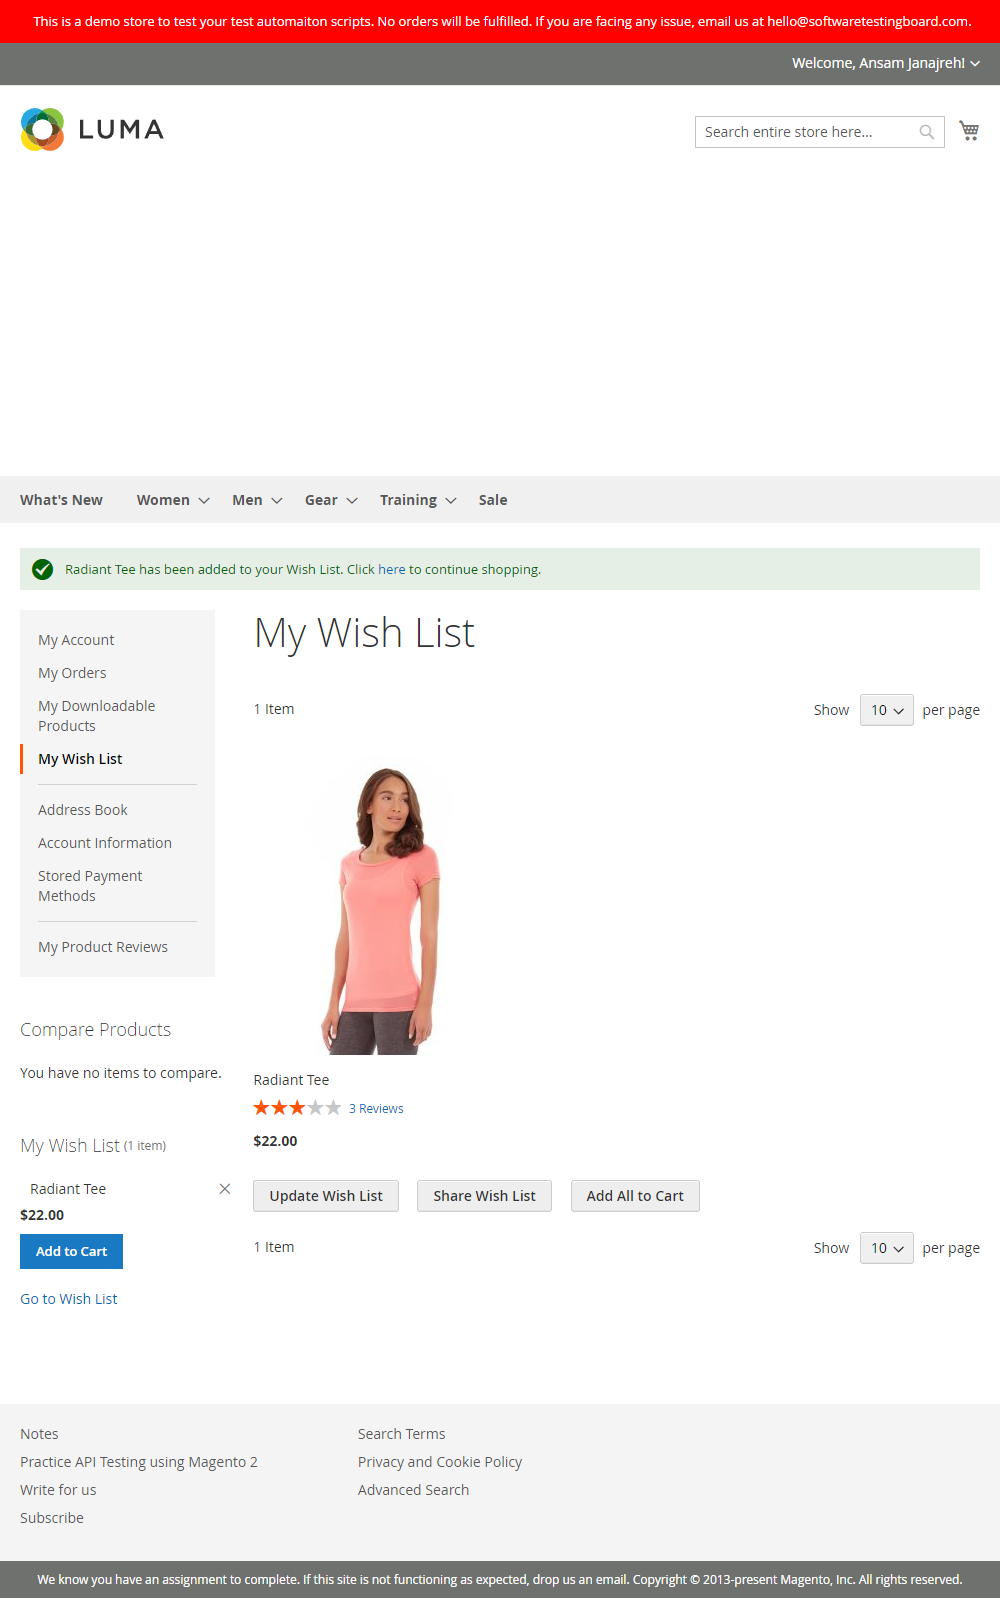 This is a demo store to test your test automaiton scripts. No orders will be fulfilled. If you are facing any issue, email us at hello@softwaretestingboard.com.
Welcome, Ansam Janajreh!
LUMA
Search entire store here...
What's New Women Men Gear Training Sale
Radiant Tee has been added to your Wish List. Click here to continue shopping.
My Account
My Orders
My Downloadable
Products
My Wish List
Address Book
Account Information
Stored Payment
Methods
My Product Reviews
Compare Products
You have no items to compare.
My Wish List (1 item)
Radiant Tee
$22.00
Add to Cart
Go to Wish List
My Wish List
1 Item
Show 10 per page
Radiant Tee
3 Reviews
$22.00
Update Wish List Share Wish List Add All to Cart
1 Item
Show 10 per page
Notes
Practice API Testing using Magento 2
Write for us
Subscribe
Search Terms
Privacy and Cookie Policy
Advanced Search
We know you have an assignment to complete. If this site is not functioning as expected, drop us an email. Copyright © 2013-present Magento, Inc. All rights reserved.